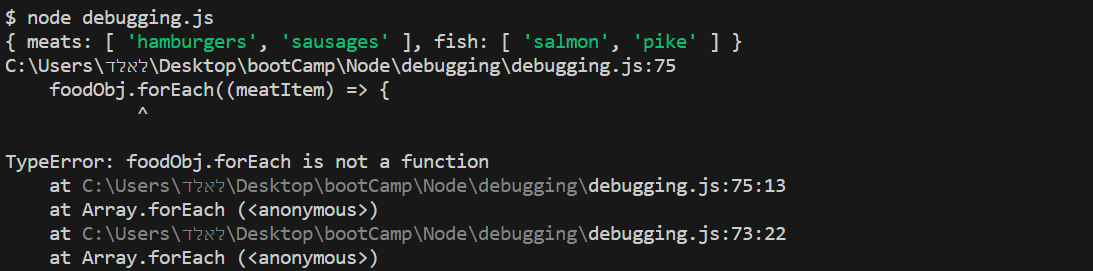 $ node debugging.js
{ meats: [ 'hamburgers', 'sausages' ], fish: [ 'salmon', 'pike' ] }
C:\Users\לאלד\Desktop\bootCamp\Node\debugging\debugging.js:75
foodObj.forEach((meatItem) => {
^
TypeError: foodObj.forEach is not a function
at C:\Users\לאלד\Desktop\bootCamp\Node\debugging\debugging.js:75:13
at Array.forEach (<anonymous>)
at C:\Users\לאלד\Desktop\bootCamp\Node\debugging\debugging.js:73:22
at Array.forEach (<anonymous>)